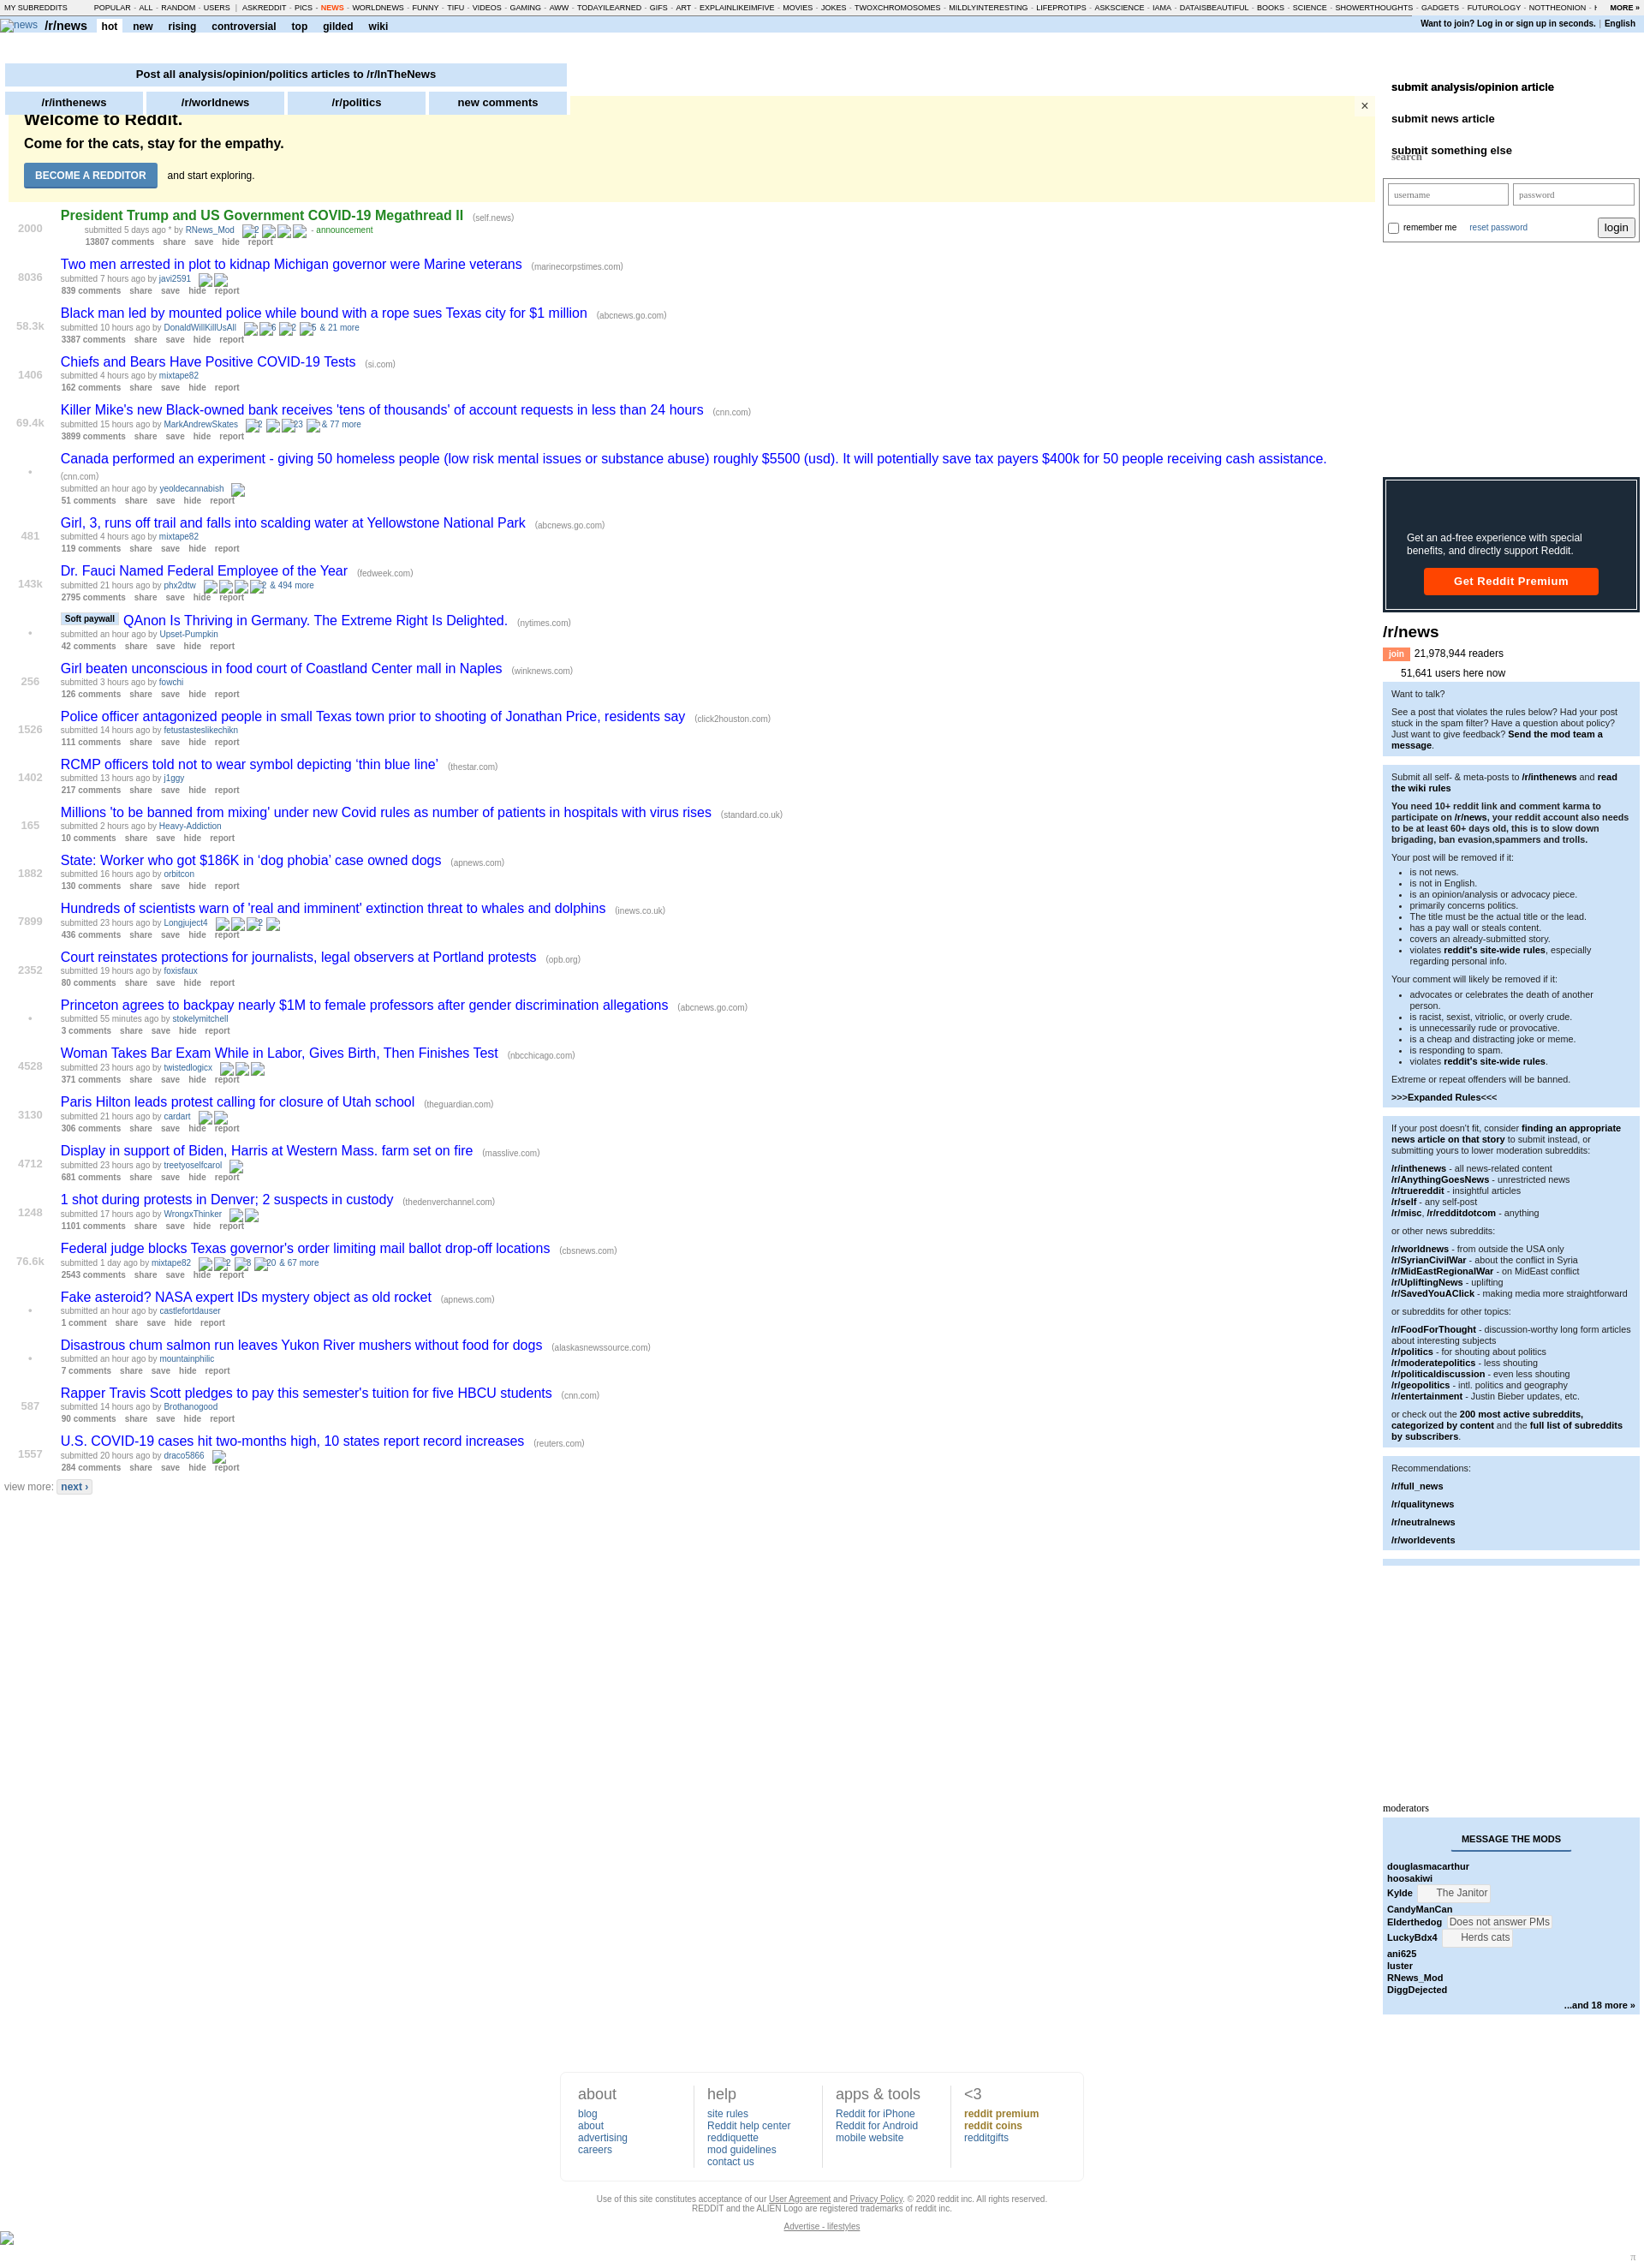 MY SUBREDDITS POPULAR - ALL - RANDOM - USERS | ASKREDDIT - PICS - NEWS - WORLDNEWS - FUNNY - TIFU - VIDEOS - GAMING - AWW - TODAYILEARNED - GIFS - ART - EXPLAINLIKEIMFIVE - MOVIES - JOKES - TWOXCHROMOSOMES - MILDLYINTERESTING - LIFEPROTIPS - ASKSCIENCE - IAMA - DATAISBEAUTIFUL - BOOKS - SCIENCE - SHOWERTHOUGHTS - GADGETS - FUTUROLOGY - NOTTHEONION - MORE »
news /r/news hot new rising controversial top gilded wiki
Want to join? Log in or sign up in seconds. | English
Post all analysis/opinion/politics articles to /r/InTheNews
/r/inthenews /r/worldnews /r/politics new comments
Welcome to Reddit.
×
Come for the cats, stay for the empathy.
BECOME A REDDITOR and start exploring.
2000
President Trump and US Government COVID-19 Megathread II (self.news)
submitted 5 days ago * by RNews_Mod 2 - announcement
13807 comments share save hide report
8036
Two men arrested in plot to kidnap Michigan governor were Marine veterans (marinecorpstimes.com)
submitted 7 hours ago by javi2591
839 comments share save hide report
58.3k
Black man led by mounted police while bound with a rope sues Texas city for $1 million (abcnews.go.com)
submitted 10 hours ago by DonaldWillKillUsAll 6 2 5 & 21 more
3387 comments share save hide report
1406
Chiefs and Bears Have Positive COVID-19 Tests (si.com)
submitted 4 hours ago by mixtape82
162 comments share save hide report
69.4k
Killer Mike's new Black-owned bank receives 'tens of thousands' of account requests in less than 24 hours (cnn.com)
submitted 15 hours ago by MarkAndrewSkates 2 23 & 77 more
3899 comments share save hide report
•
Canada performed an experiment - giving 50 homeless people (low risk mental issues or substance abuse) roughly $5500 (usd). It will potentially save tax payers $400k for 50 people receiving cash assistance.
(cnn.com)
submitted an hour ago by yeoldecannabish
51 comments share save hide report
481
Girl, 3, runs off trail and falls into scalding water at Yellowstone National Park (abcnews.go.com)
submitted 4 hours ago by mixtape82
119 comments share save hide report
143k
Dr. Fauci Named Federal Employee of the Year (fedweek.com)
submitted 21 hours ago by phx2dtw 2 & 494 more
2795 comments share save hide report
•
Soft paywall QAnon Is Thriving in Germany. The Extreme Right Is Delighted. (nytimes.com)
submitted an hour ago by Upset-Pumpkin
42 comments share save hide report
256
Girl beaten unconscious in food court of Coastland Center mall in Naples (winknews.com)
submitted 3 hours ago by fowchi
126 comments share save hide report
1526
Police officer antagonized people in small Texas town prior to shooting of Jonathan Price, residents say (click2houston.com)
submitted 14 hours ago by fetustasteslikechikn
111 comments share save hide report
1402
RCMP officers told not to wear symbol depicting ‘thin blue line’ (thestar.com)
submitted 13 hours ago by j1ggy
217 comments share save hide report
165
Millions 'to be banned from mixing' under new Covid rules as number of patients in hospitals with virus rises (standard.co.uk)
submitted 2 hours ago by Heavy-Addiction
10 comments share save hide report
1882
State: Worker who got $186K in ‘dog phobia’ case owned dogs (apnews.com)
submitted 16 hours ago by orbitcon
130 comments share save hide report
7899
Hundreds of scientists warn of 'real and imminent' extinction threat to whales and dolphins (inews.co.uk)
submitted 23 hours ago by Longjuject4 2
436 comments share save hide report
2352
Court reinstates protections for journalists, legal observers at Portland protests (opb.org)
submitted 19 hours ago by foxisfaux
80 comments share save hide report
•
Princeton agrees to backpay nearly $1M to female professors after gender discrimination allegations (abcnews.go.com)
submitted 55 minutes ago by stokelymitchell
3 comments share save hide report
4528
Woman Takes Bar Exam While in Labor, Gives Birth, Then Finishes Test (nbcchicago.com)
submitted 23 hours ago by twistedlogicx
371 comments share save hide report
3130
Paris Hilton leads protest calling for closure of Utah school (theguardian.com)
submitted 21 hours ago by cardart
306 comments share save hide report
4712
Display in support of Biden, Harris at Western Mass. farm set on fire (masslive.com)
submitted 23 hours ago by treetyoselfcarol
681 comments share save hide report
1248
1 shot during protests in Denver; 2 suspects in custody (thedenverchannel.com)
submitted 17 hours ago by WrongxThinker
1101 comments share save hide report
76.6k
Federal judge blocks Texas governor's order limiting mail ballot drop-off locations (cbsnews.com)
submitted 1 day ago by mixtape82 2 3 20 & 67 more
2543 comments share save hide report
•
Fake asteroid? NASA expert IDs mystery object as old rocket (apnews.com)
submitted an hour ago by castlefortdauser
1 comment share save hide report
•
Disastrous chum salmon run leaves Yukon River mushers without food for dogs (alaskasnewssource.com)
submitted an hour ago by mountainphilic
7 comments share save hide report
587
Rapper Travis Scott pledges to pay this semester's tuition for five HBCU students (cnn.com)
submitted 14 hours ago by Brothanogood
90 comments share save hide report
1557
U.S. COVID-19 cases hit two-months high, 10 states report record increases (reuters.com)
submitted 20 hours ago by draco5866
284 comments share save hide report
view more: next ›
submit analysis/opinion article
submit news article
submit something else
search
username password
remember me reset password login
Get an ad-free experience with special
benefits, and directly support Reddit.
Get Reddit Premium
/r/news
join 21,978,944 readers
51,641 users here now
Want to talk?
See a post that violates the rules below? Had your post
stuck in the spam filter? Have a question about policy?
Just want to give feedback? Send the mod team a
message.
Submit all self- & meta-posts to /r/inthenews and read
the wiki rules
You need 10+ reddit link and comment karma to
participate on /r/news, your reddit account also needs
to be at least 60+ days old, this is to slow down
brigading, ban evasion,spammers and trolls.
Your post will be removed if it:
• is not news.
• is not in English.
• is an opinion/analysis or advocacy piece.
• primarily concerns politics.
• The title must be the actual title or the lead.
• has a pay wall or steals content.
• covers an already-submitted story.
• violates reddit's site-wide rules, especially
regarding personal info.
Your comment will likely be removed if it:
• advocates or celebrates the death of another
person.
• is racist, sexist, vitriolic, or overly crude.
• is unnecessarily rude or provocative.
• is a cheap and distracting joke or meme.
• is responding to spam.
• violates reddit's site-wide rules.
Extreme or repeat offenders will be banned.
>>>Expanded Rules<<<
If your post doesn't fit, consider finding an appropriate
news article on that story to submit instead, or
submitting yours to lower moderation subreddits:
/r/inthenews - all news-related content
/r/AnythingGoesNews - unrestricted news
/r/truereddit - insightful articles
/r/self - any self-post
/r/misc, /r/redditdotcom - anything
or other news subreddits:
/r/worldnews - from outside the USA only
/r/SyrianCivilWar - about the conflict in Syria
/r/MidEastRegionalWar - on MidEast conflict
/r/UpliftingNews - uplifting
/r/SavedYouAClick - making media more straightforward
or subreddits for other topics:
/r/FoodForThought - discussion-worthy long form articles
about interesting subjects
/r/politics - for shouting about politics
/r/moderatepolitics - less shouting
/r/politicaldiscussion - even less shouting
/r/geopolitics - intl. politics and geography
/r/entertainment - Justin Bieber updates, etc.
or check out the 200 most active subreddits,
categorized by content and the full list of subreddits
by subscribers.
Recommendations:
/r/full_news
/r/qualitynews
/r/neutralnews
/r/worldevents
moderators
MESSAGE THE MODS
douglasmacarthur
hoosakiwi
Kylde The Janitor
CandyManCan
Elderthedog Does not answer PMs
LuckyBdx4 Herds cats
ani625
luster
RNews_Mod
DiggDejected
...and 18 more »
about
blog
about
advertising
careers
help
site rules
Reddit help center
reddiquette
mod guidelines
contact us
apps & tools
Reddit for iPhone
Reddit for Android
mobile website
<3
reddit premium
reddit coins
redditgifts
Use of this site constitutes acceptance of our User Agreement and Privacy Policy. © 2020 reddit inc. All rights reserved.
REDDIT and the ALIEN Logo are registered trademarks of reddit inc.
Advertise - lifestyles
π